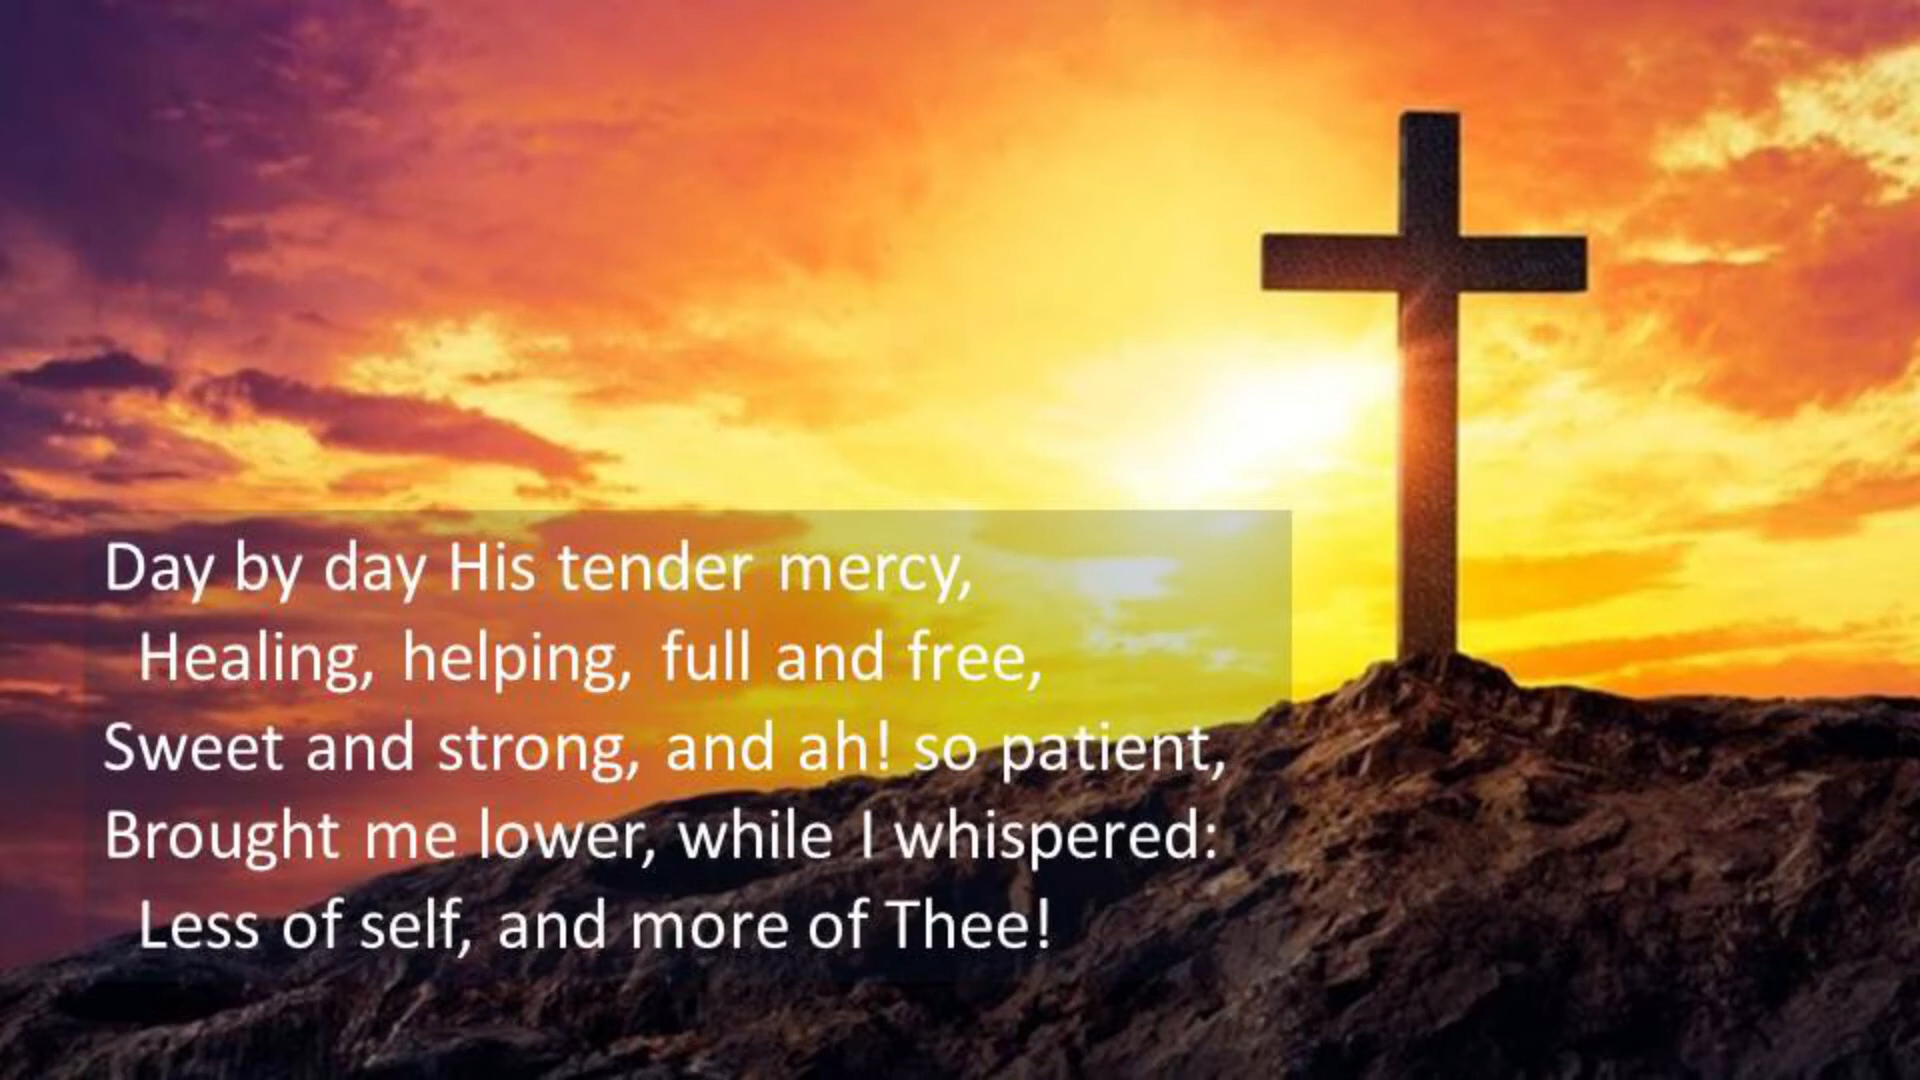 Day by day His tender mercy,
Healing, helping, full and free,
Sweet and strong, and ah! so patient,
Brought me lower, while I whispered:
Less of self, and more of Thee!